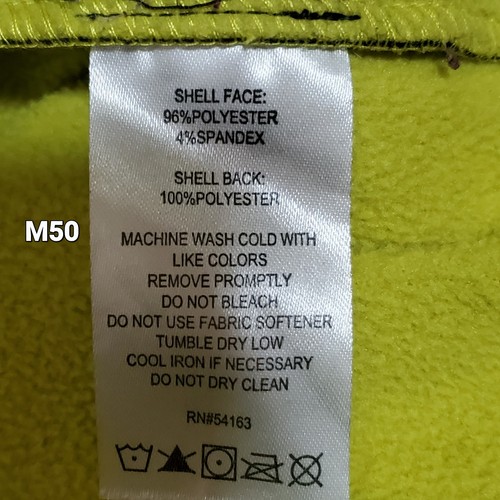 SHELL FACE:
96%POLYESTER
4%SPANDEX
SHELL BACK:
100%POLYESTER
M50
MACHINE WASH COLD WITH
LIKE COLORS
REMOVE PROMPTLY
DO NOT BLEACH
DO NOT USE FABRIC SOFTENER
TUMBLE DRY LOW
COOL IRON IF NECESSARY
DO NOT DRY CLEAN
RN#54163